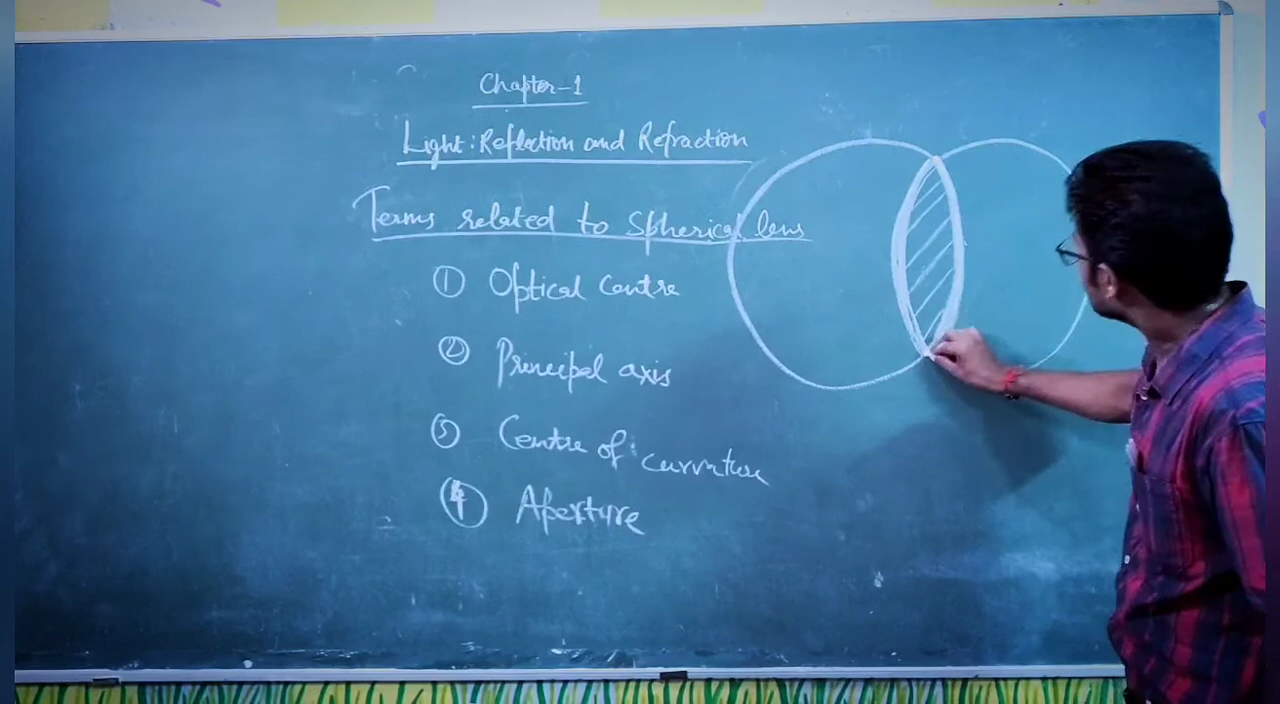 Chapter-1
Light: Reflection and Refraction
Terms related to Spherical lens
① Optical centre
② Principal axis
③ Centre of curvature
④ Aperture